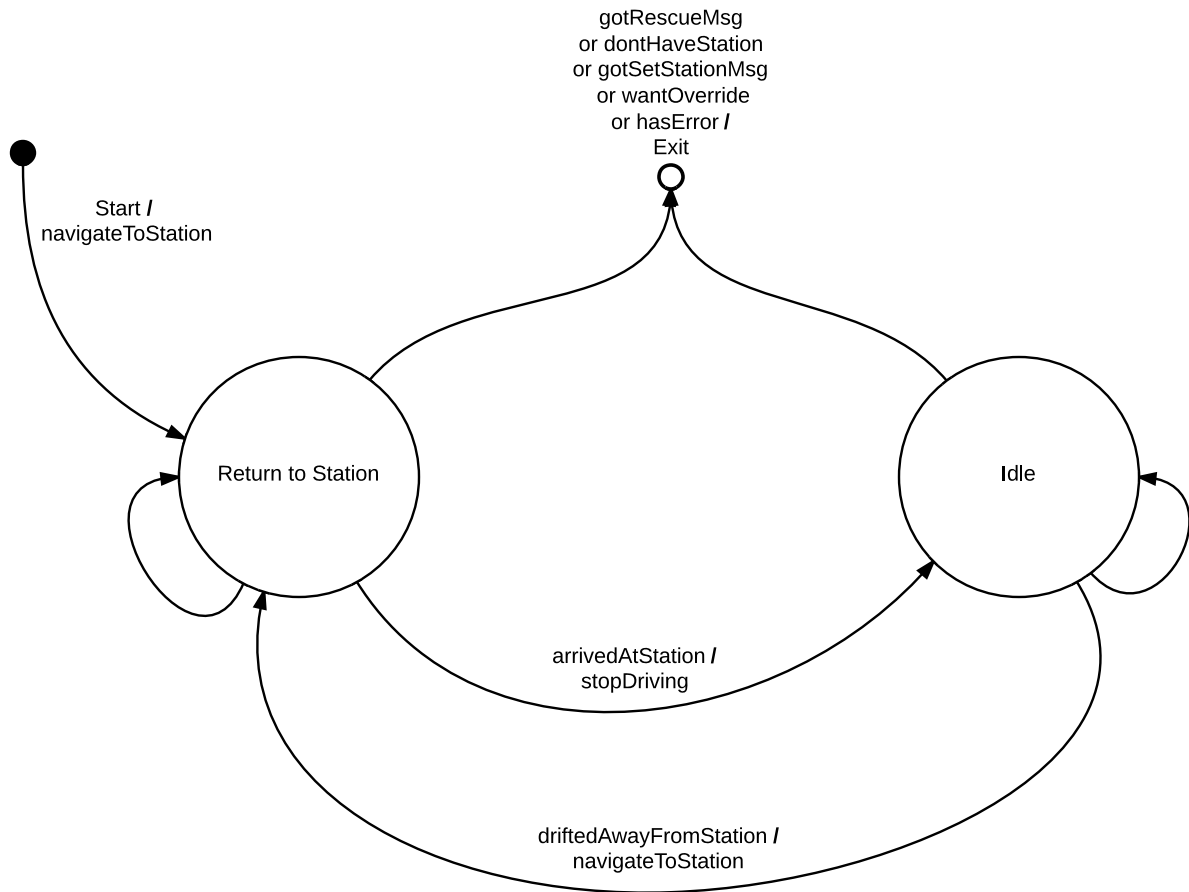 gotRescueMsg
or dontHaveStation
or gotSetStationMsg
or wantOverride
or hasError /
Exit
Start /
navigateToStation
Return to Station
Idle
arrivedAtStation /
stopDriving
driftedAwayFromStation /
navigateToStation